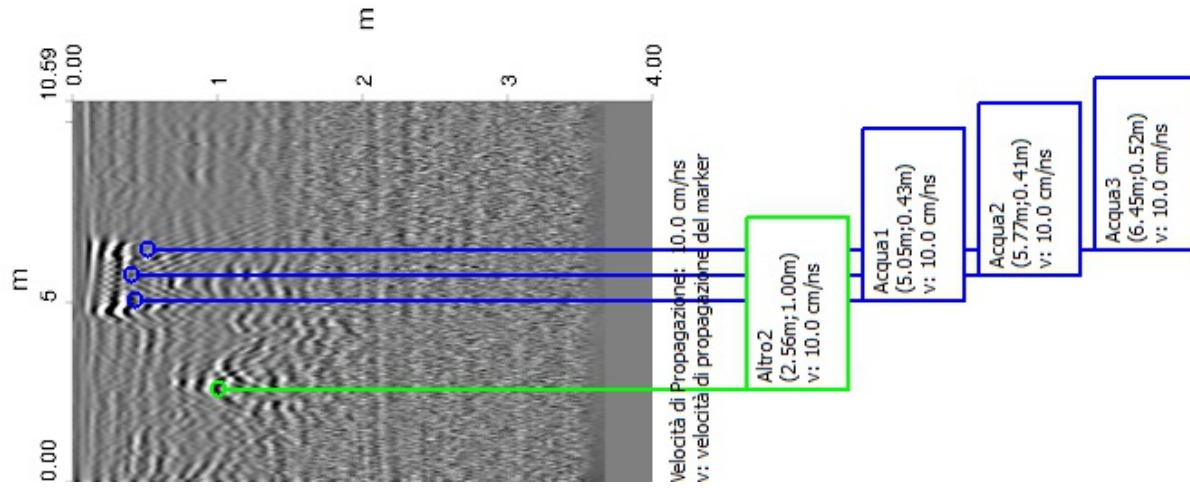 m
0.00
5
10.59
0.00
1
2
3
4.00
m
Velocità di Propagazione: 10.0 cm/ns
v: velocità di propagazione del marker
Altro2
(2.56m;1.00m)
v: 10.0 cm/ns
Acqua1
(5.05m;0.43m)
v: 10.0 cm/ns
Acqua2
(5.77m;0.41m)
v: 10.0 cm/ns
Acqua3
(6.45m;0.52m)
v: 10.0 cm/ns